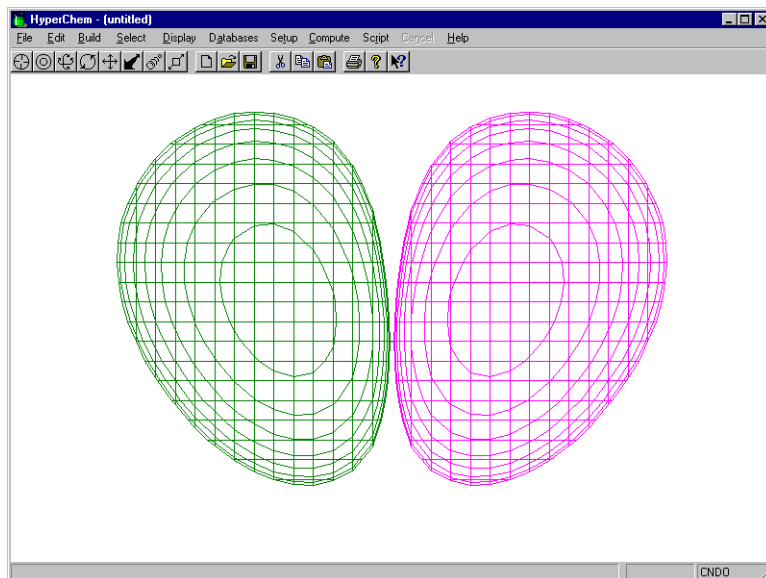 HyperChem - (untitled)
File Edit Build Select Display Databases Setup Compute Script Cancel Help
CNDO